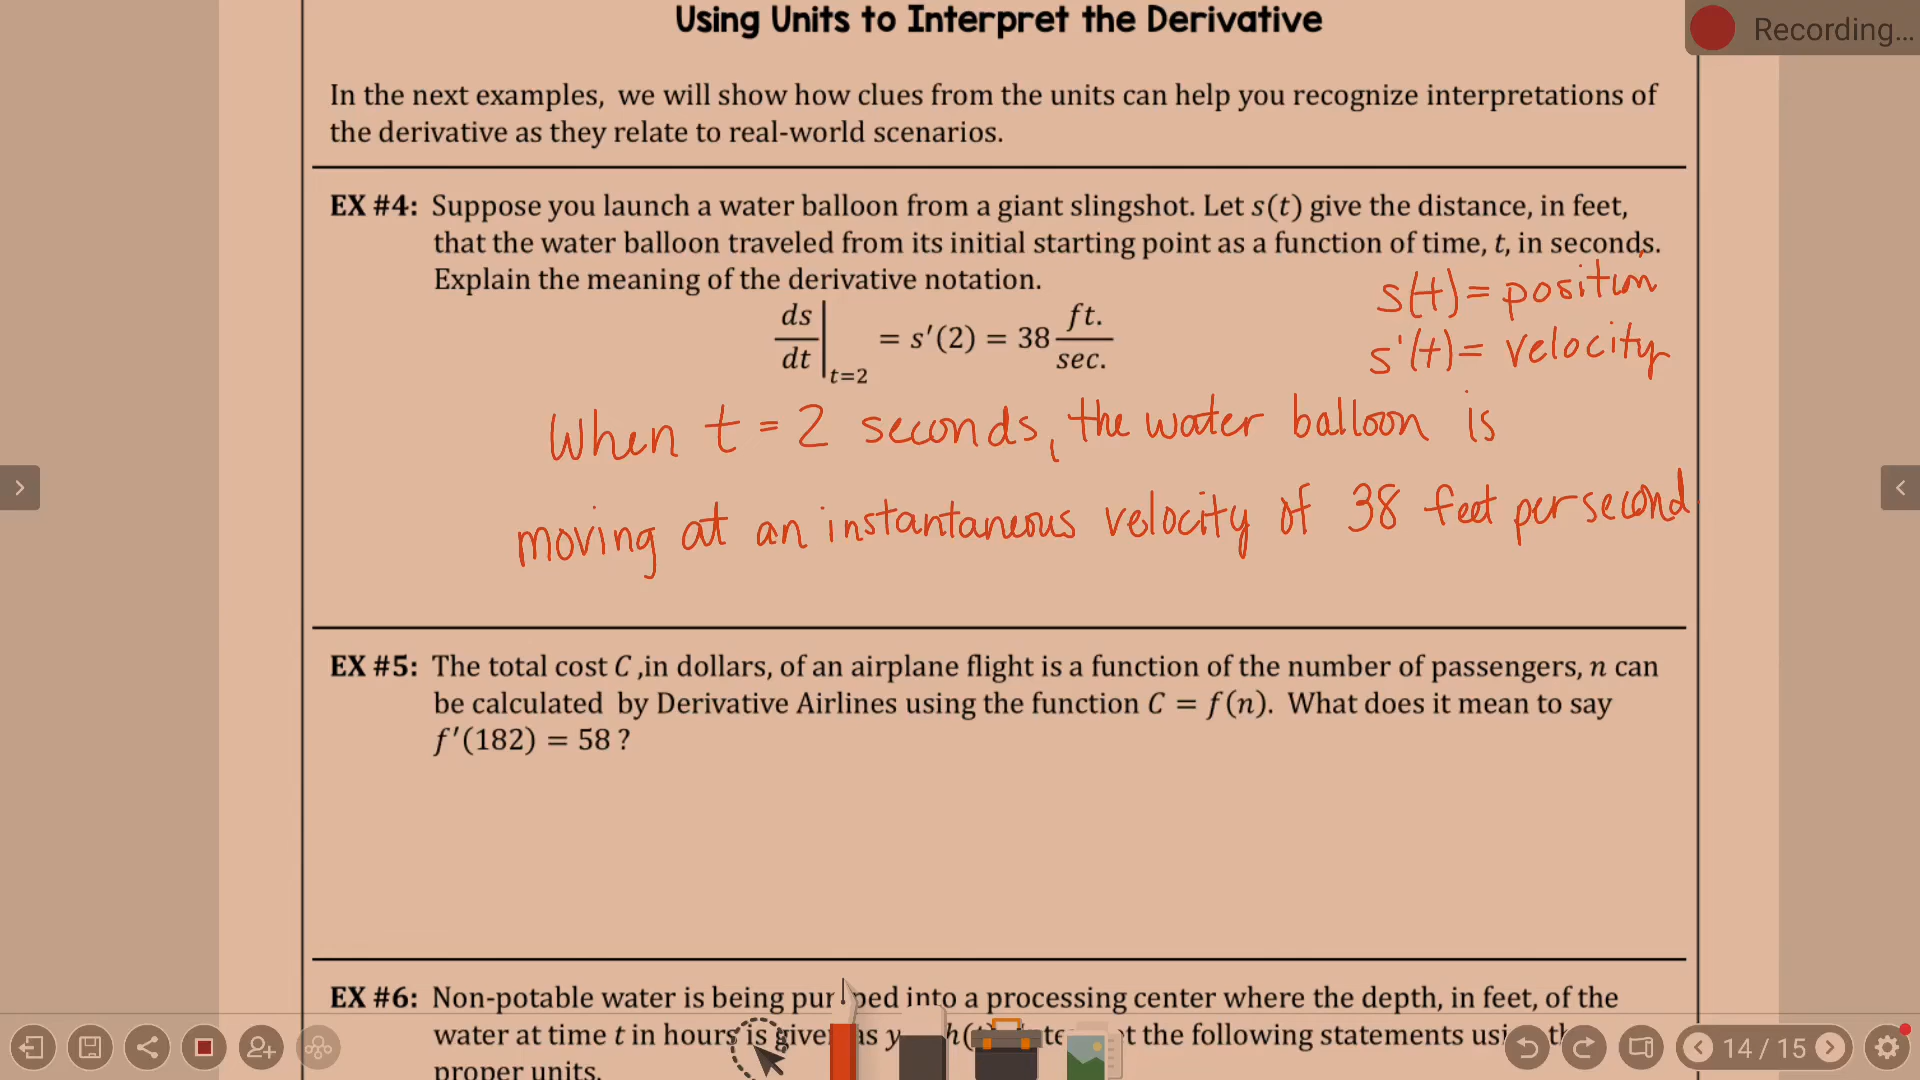 Using Units to Interpret the Derivative
Recording...
In the next examples, we will show how clues from the units can help you recognize interpretations of
the derivative as they relate to real-world scenarios.
EX #4: Suppose you launch a water balloon from a giant slingshot. Let s(t) give the distance, in feet,
that the water balloon traveled from its initial starting point as a function of time, t, in seconds.
Explain the meaning of the derivative notation.
s(t) = position
ds/dt |t=2 = s′(2) = 38 ft./sec.
s'(t) = velocity
When t = 2 seconds, the water balloon is
moving at an instantaneous velocity of 38 feet per second
EX #5: The total cost C ,in dollars, of an airplane flight is a function of the number of passengers, n can
be calculated by Derivative Airlines using the function C = f(n). What does it mean to say
f′(182) = 58 ?
EX #6: Non-potable water is being into a processing center where the depth, in feet, of the
water at time t in hours is as y the following statements
proper units.
14 / 15